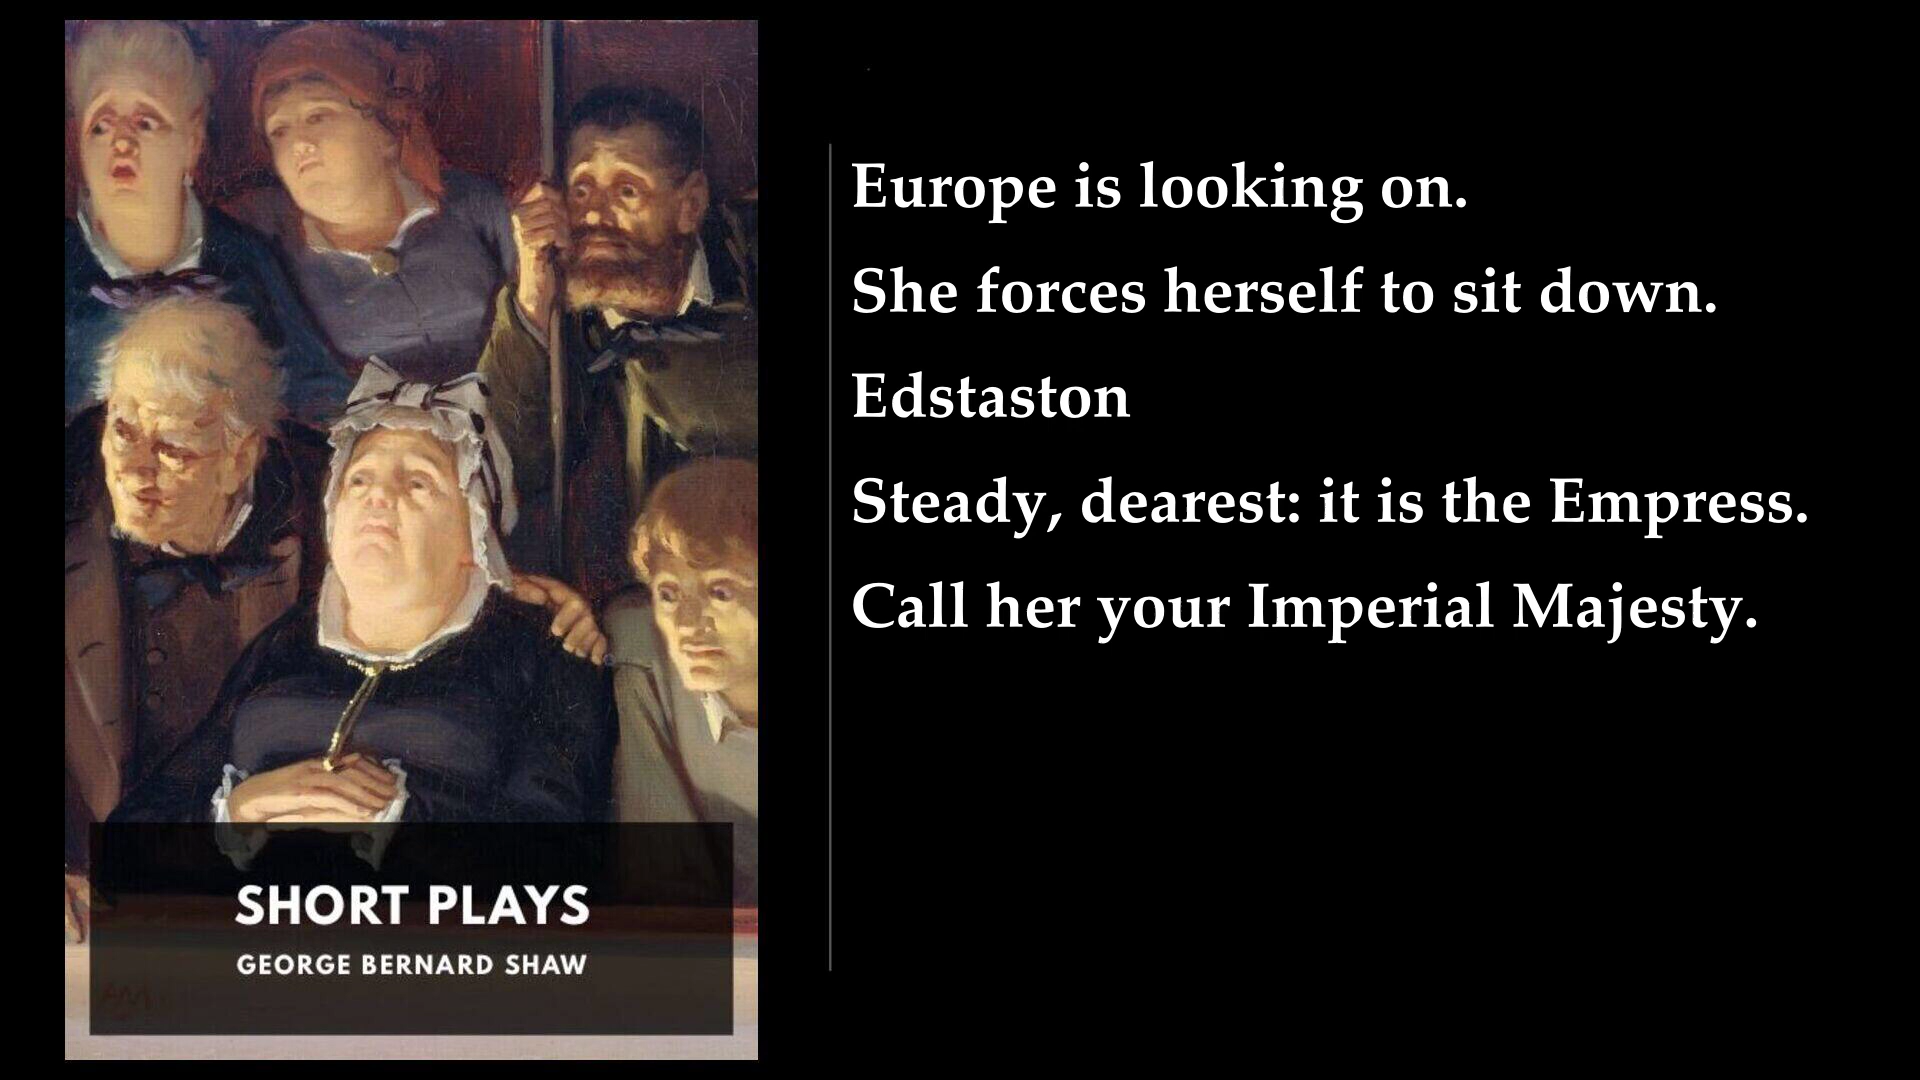 Europe is looking on.
She forces herself to sit down.
Edstaston
Steady, dearest: it is the Empress.
Call her your Imperial Majesty.
SHORT PLAYS
GEORGE BERNARD SHAW